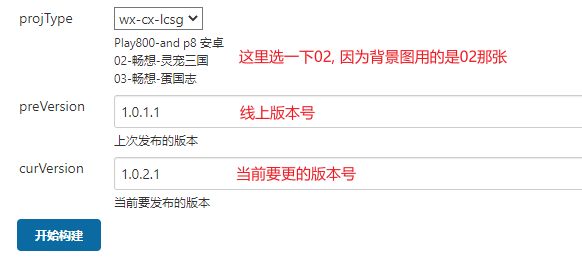 projType
wx-cx-lcsg
Play800-and p8 安卓
02-畅想-灵宠三国
03-畅想-蛋国志
这里选一下02, 因为背景图用的是02那张
preVersion
1.0.1.1
线上版本号
上次发布的版本
curVersion
1.0.2.1
当前要更的版本号
当前要发布的版本
开始构建